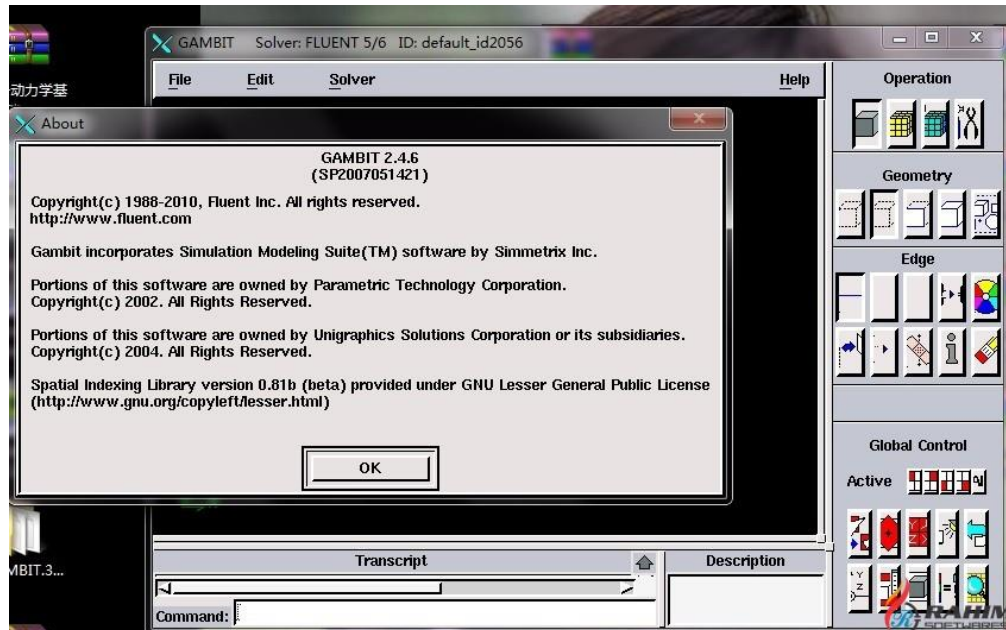 动力学基
GAMBIT Solver: FLUENT 5/6 ID: default_id2056
File Edit Solver Help
Operation
About
GAMBIT 2.4.6
(SP2007051421)
Copyright(c) 1988-2010, Fluent Inc. All rights reserved.
http://www.fluent.com
Gambit incorporates Simulation Modeling Suite(TM) software by Simmetrix Inc.
Portions of this software are owned by Parametric Technology Corporation.
Copyright(c) 2002. All Rights Reserved.
Portions of this software are owned by Unigraphics Solutions Corporation or its subsidiaries.
Copyright(c) 2004. All Rights Reserved.
Spatial Indexing Library version 0.81b (beta) provided under GNU Lesser General Public License
(http://www.gnu.org/copyleft/lesser.html)
OK
Geometry
Edge
Global Control
Active
MBIT.3...
Transcript
Description
Command:
RAHIM
SOFTWARES